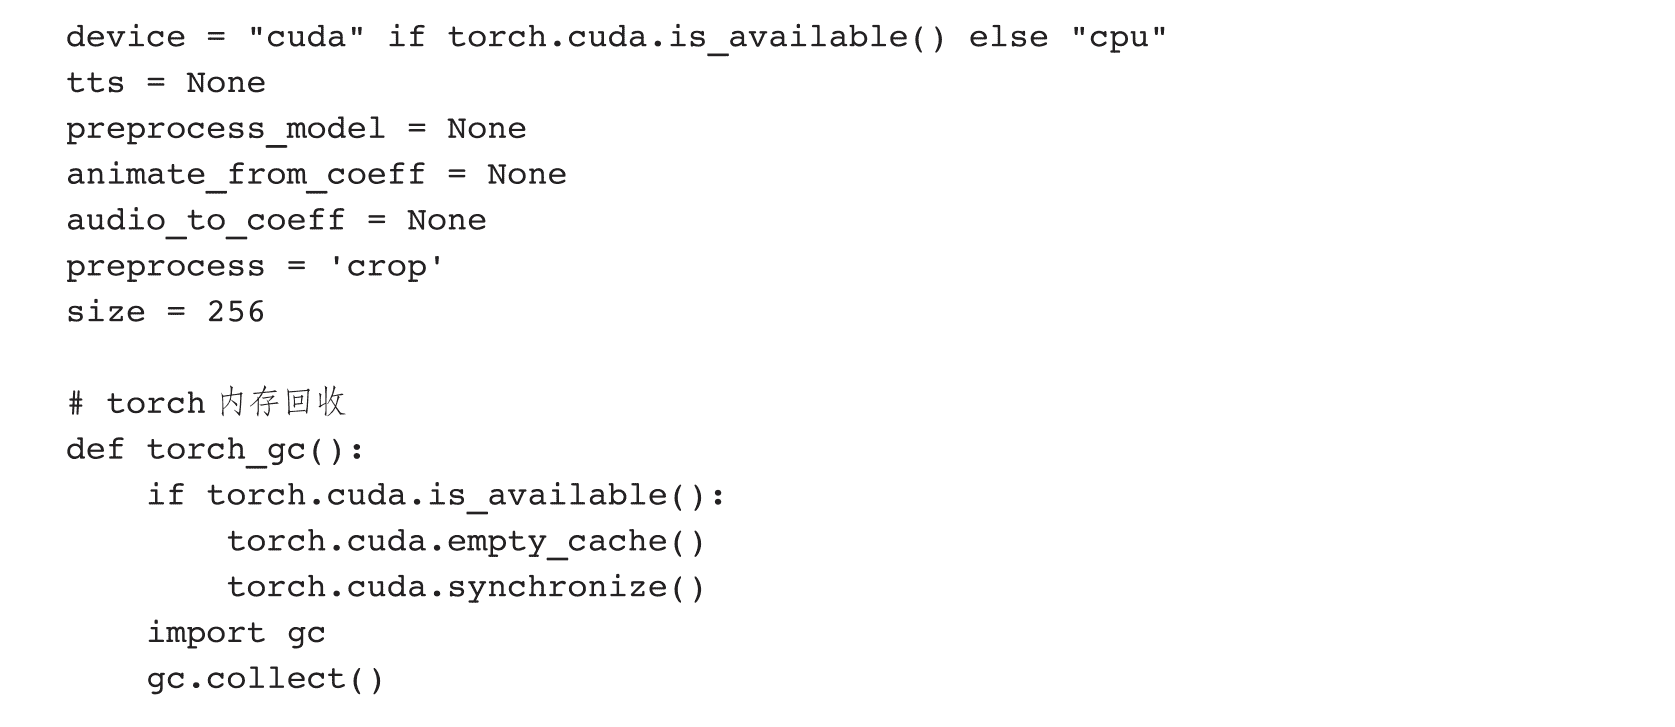 device = "cuda" if torch.cuda.is_available() else "cpu"
tts = None
preprocess_model = None
animate_from_coeff = None
audio_to_coeff = None
preprocess = 'crop'
size = 256

# torch 内存回收
def torch_gc():
    if torch.cuda.is_available():
        torch.cuda.empty_cache()
        torch.cuda.synchronize()
    import gc
    gc.collect()